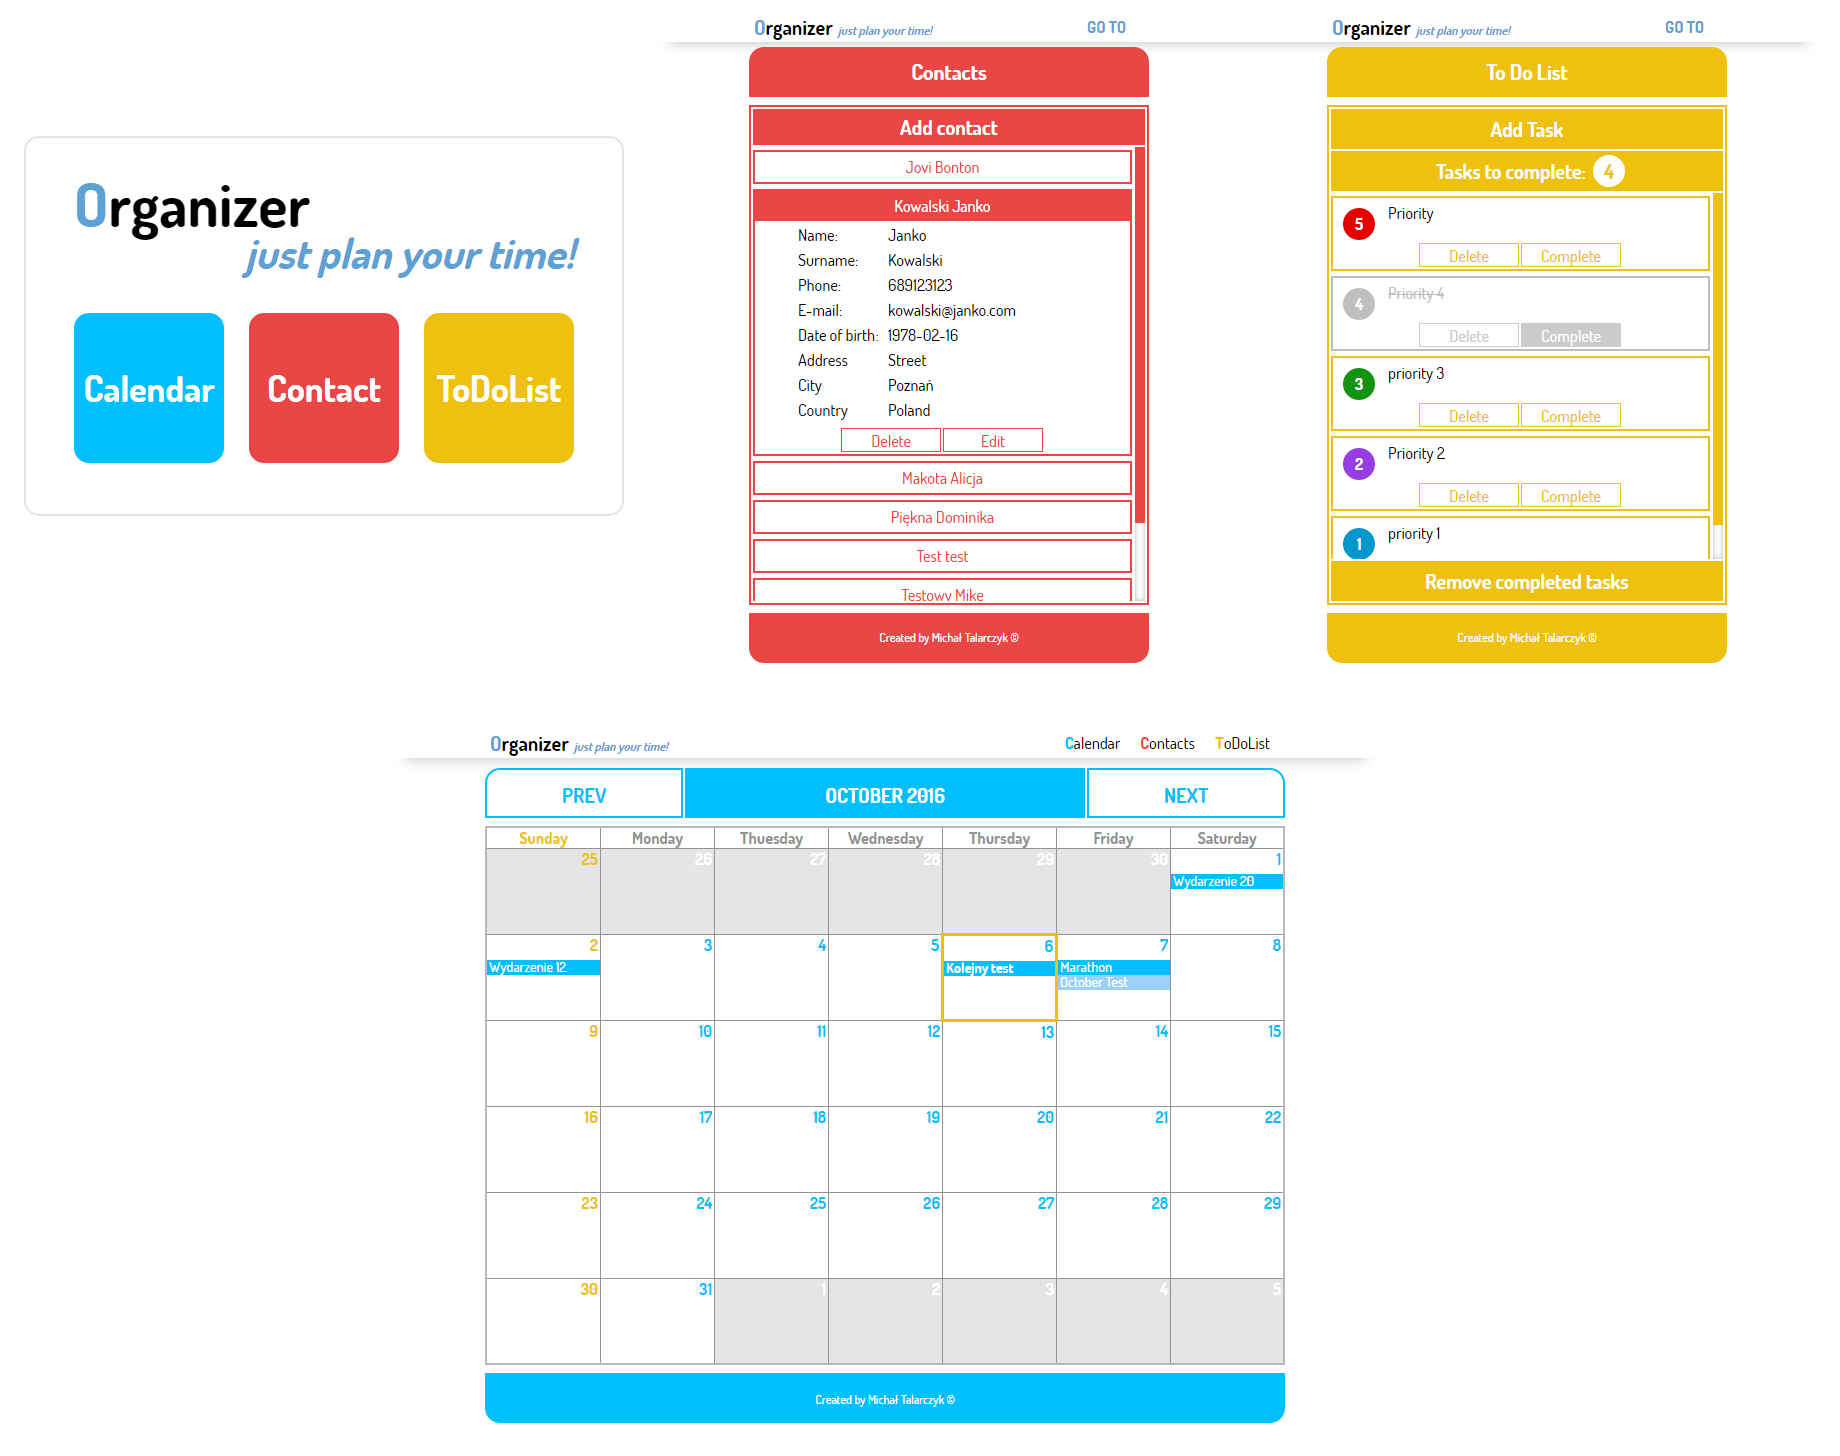 Organizer
just plan your time!
Calendar
Contact
ToDoList
Organizer just plan your time! GO TO
Contacts
Add contact
Jovi Bonton
Kowalski Janko
Name: Janko
Surname: Kowalski
Phone: 689123123
E-mail: kowalski@janko.com
Date of birth: 1978-02-16
Address Street
City Poznań
Country Poland
Delete Edit
Makota Alicja
Piękna Dominika
Test test
Testowy Mike
Created by Michał Talarczyk ©
Organizer just plan your time! GO TO
To Do List
Add Task
Tasks to complete: 4
5 Priority
Delete Complete
4 Priority 4
Delete Complete
3 priority 3
Delete Complete
2 Priority 2
Delete Complete
1 priority 1
Remove completed tasks
Created by Michał Talarczyk ©
Organizer just plan your time! Calendar Contacts ToDoList
PREV OCTOBER 2016 NEXT
Sunday Monday Thuesday Wednesday Thursday Friday Saturday
25 26 27 28 29 30 1
Wydarzenie 20
2 3 4 5 6 7 8
Wydarzenie 12 Kolejny test Marathon
October Test
9 10 11 12 13 14 15
16 17 18 19 20 21 22
23 24 25 26 27 28 29
30 31 1 2 3 4 5
Created by Michał Talarczyk ©